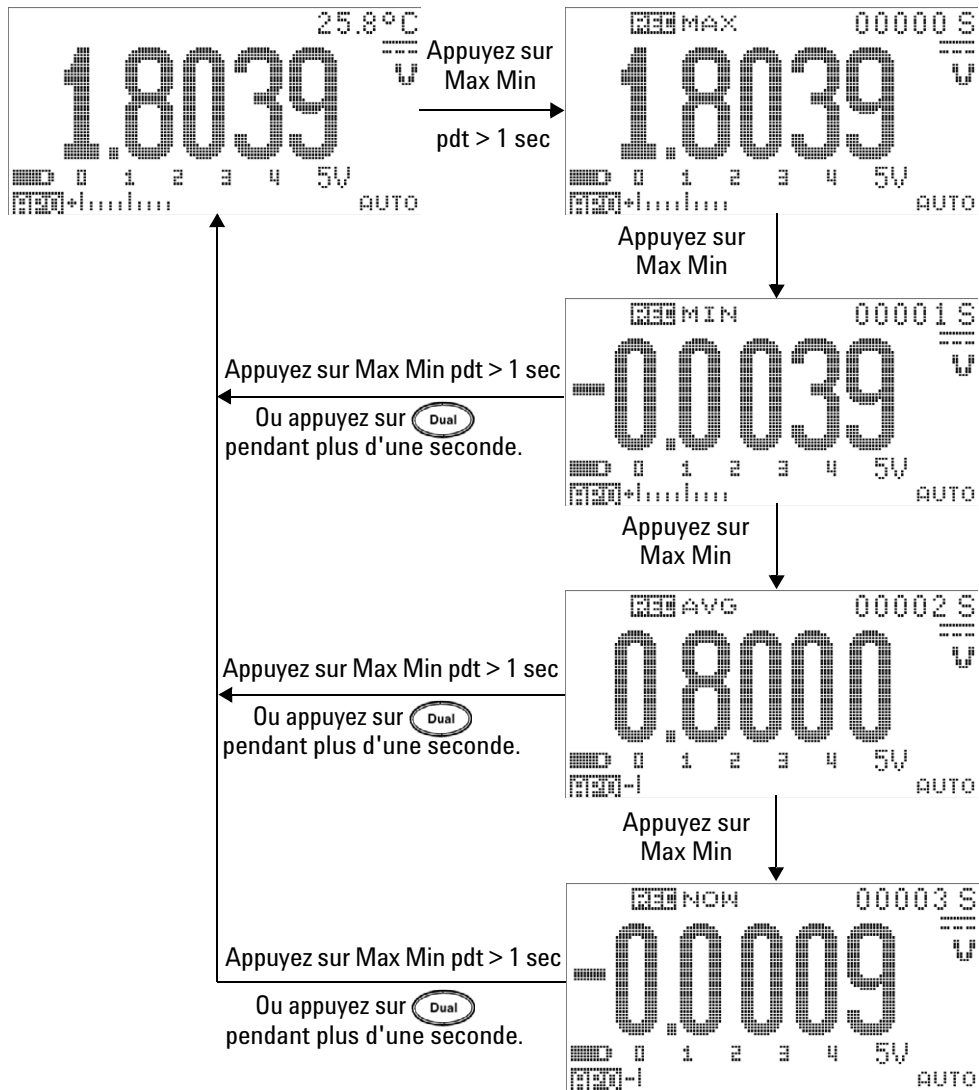 25.8°C
1.8039 V
0 1 2 3 4 5V
APO AUTO
Appuyez sur
Max Min
pdt > 1 sec
REC MAX 00000 S
1.8039 V
0 1 2 3 4 5V
APO AUTO
Appuyez sur
Max Min
REC MIN 00001 S
-0.0039 V
0 1 2 3 4 5V
APO AUTO
Appuyez sur Max Min pdt > 1 sec
Ou appuyez sur Dual
pendant plus d'une seconde.
Appuyez sur
Max Min
REC AVG 00002 S
0.8000 V
0 1 2 3 4 5V
APO AUTO
Appuyez sur Max Min pdt > 1 sec
Ou appuyez sur Dual
pendant plus d'une seconde.
Appuyez sur
Max Min
REC NOW 00003 S
-0.0009 V
0 1 2 3 4 5V
APO AUTO
Appuyez sur Max Min pdt > 1 sec
Ou appuyez sur Dual
pendant plus d'une seconde.